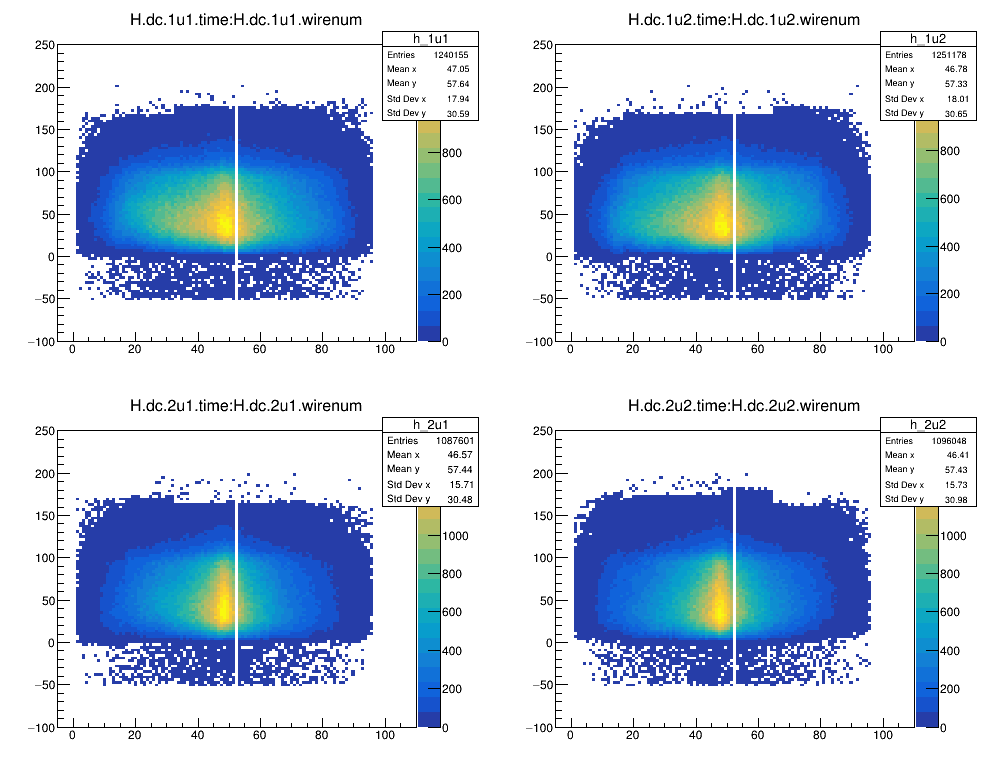 H.dc.1u1.time:H.dc.1u1.wirenum
h_1u1
Entries 1240155
Mean x 47.05
Mean y 57.64
Std Dev x 17.94
Std Dev y 30.59
250
200
150
100
50
0
−50
−100
0 20 40 60 80 100
800
600
400
200
0
H.dc.1u2.time:H.dc.1u2.wirenum
h_1u2
Entries 1251178
Mean x 46.78
Mean y 57.33
Std Dev x 18.01
Std Dev y 30.65
250
200
150
100
50
0
−50
−100
0 20 40 60 80 100
800
600
400
200
0
H.dc.2u1.time:H.dc.2u1.wirenum
h_2u1
Entries 1087601
Mean x 46.57
Mean y 57.44
Std Dev x 15.71
Std Dev y 30.48
250
200
150
100
50
0
−50
−100
0 20 40 60 80 100
1000
800
600
400
200
0
H.dc.2u2.time:H.dc.2u2.wirenum
h_2u2
Entries 1096048
Mean x 46.41
Mean y 57.43
Std Dev x 15.73
Std Dev y 30.98
250
200
150
100
50
0
−50
−100
0 20 40 60 80 100
1000
800
600
400
200
0